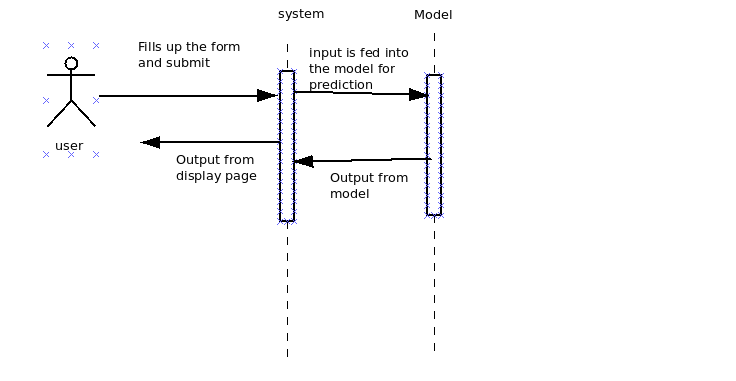 system
Model
Fills up the form
and submit
input is fed into
the model for
prediction
user
Output from
display page
Output from
model